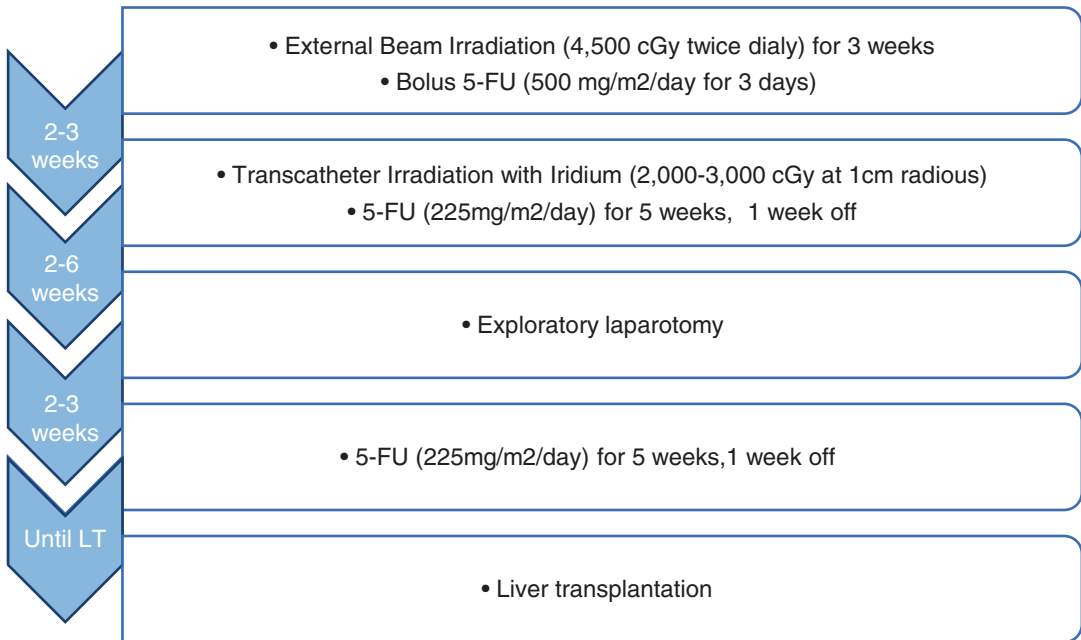 • External Beam Irradiation (4,500 cGy twice dialy) for 3 weeks
• Bolus 5-FU (500 mg/m2/day for 3 days)
2-3
weeks
• Transcatheter Irradiation with Iridium (2,000-3,000 cGy at 1cm radious)
• 5-FU (225mg/m2/day) for 5 weeks, 1 week off
2-6
weeks
• Exploratory laparotomy
2-3
weeks
• 5-FU (225mg/m2/day) for 5 weeks,1 week off
Until LT
• Liver transplantation